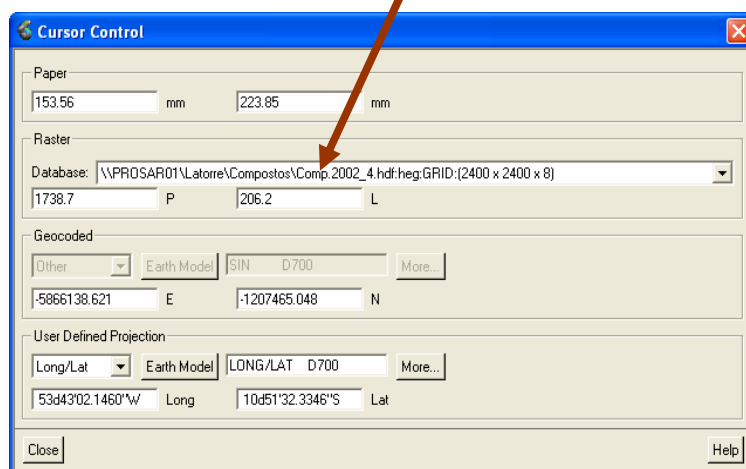 Cursor Control
Paper
153.56 mm 223.85 mm
Raster
Database: \\PROSAR01\Latorre\Compostos\Comp.2002_4.hdf:heg:GRID:(2400 x 2400 x 8)
1738.7 P 206.2 L
Geocoded
Other Earth Model SIN D700 More...
-5866138.621 E -1207465.048 N
User Defined Projection
Long/Lat Earth Model LONG/LAT D700 More...
53d43'02.1460"W Long 10d51'32.3346"S Lat
Close Help